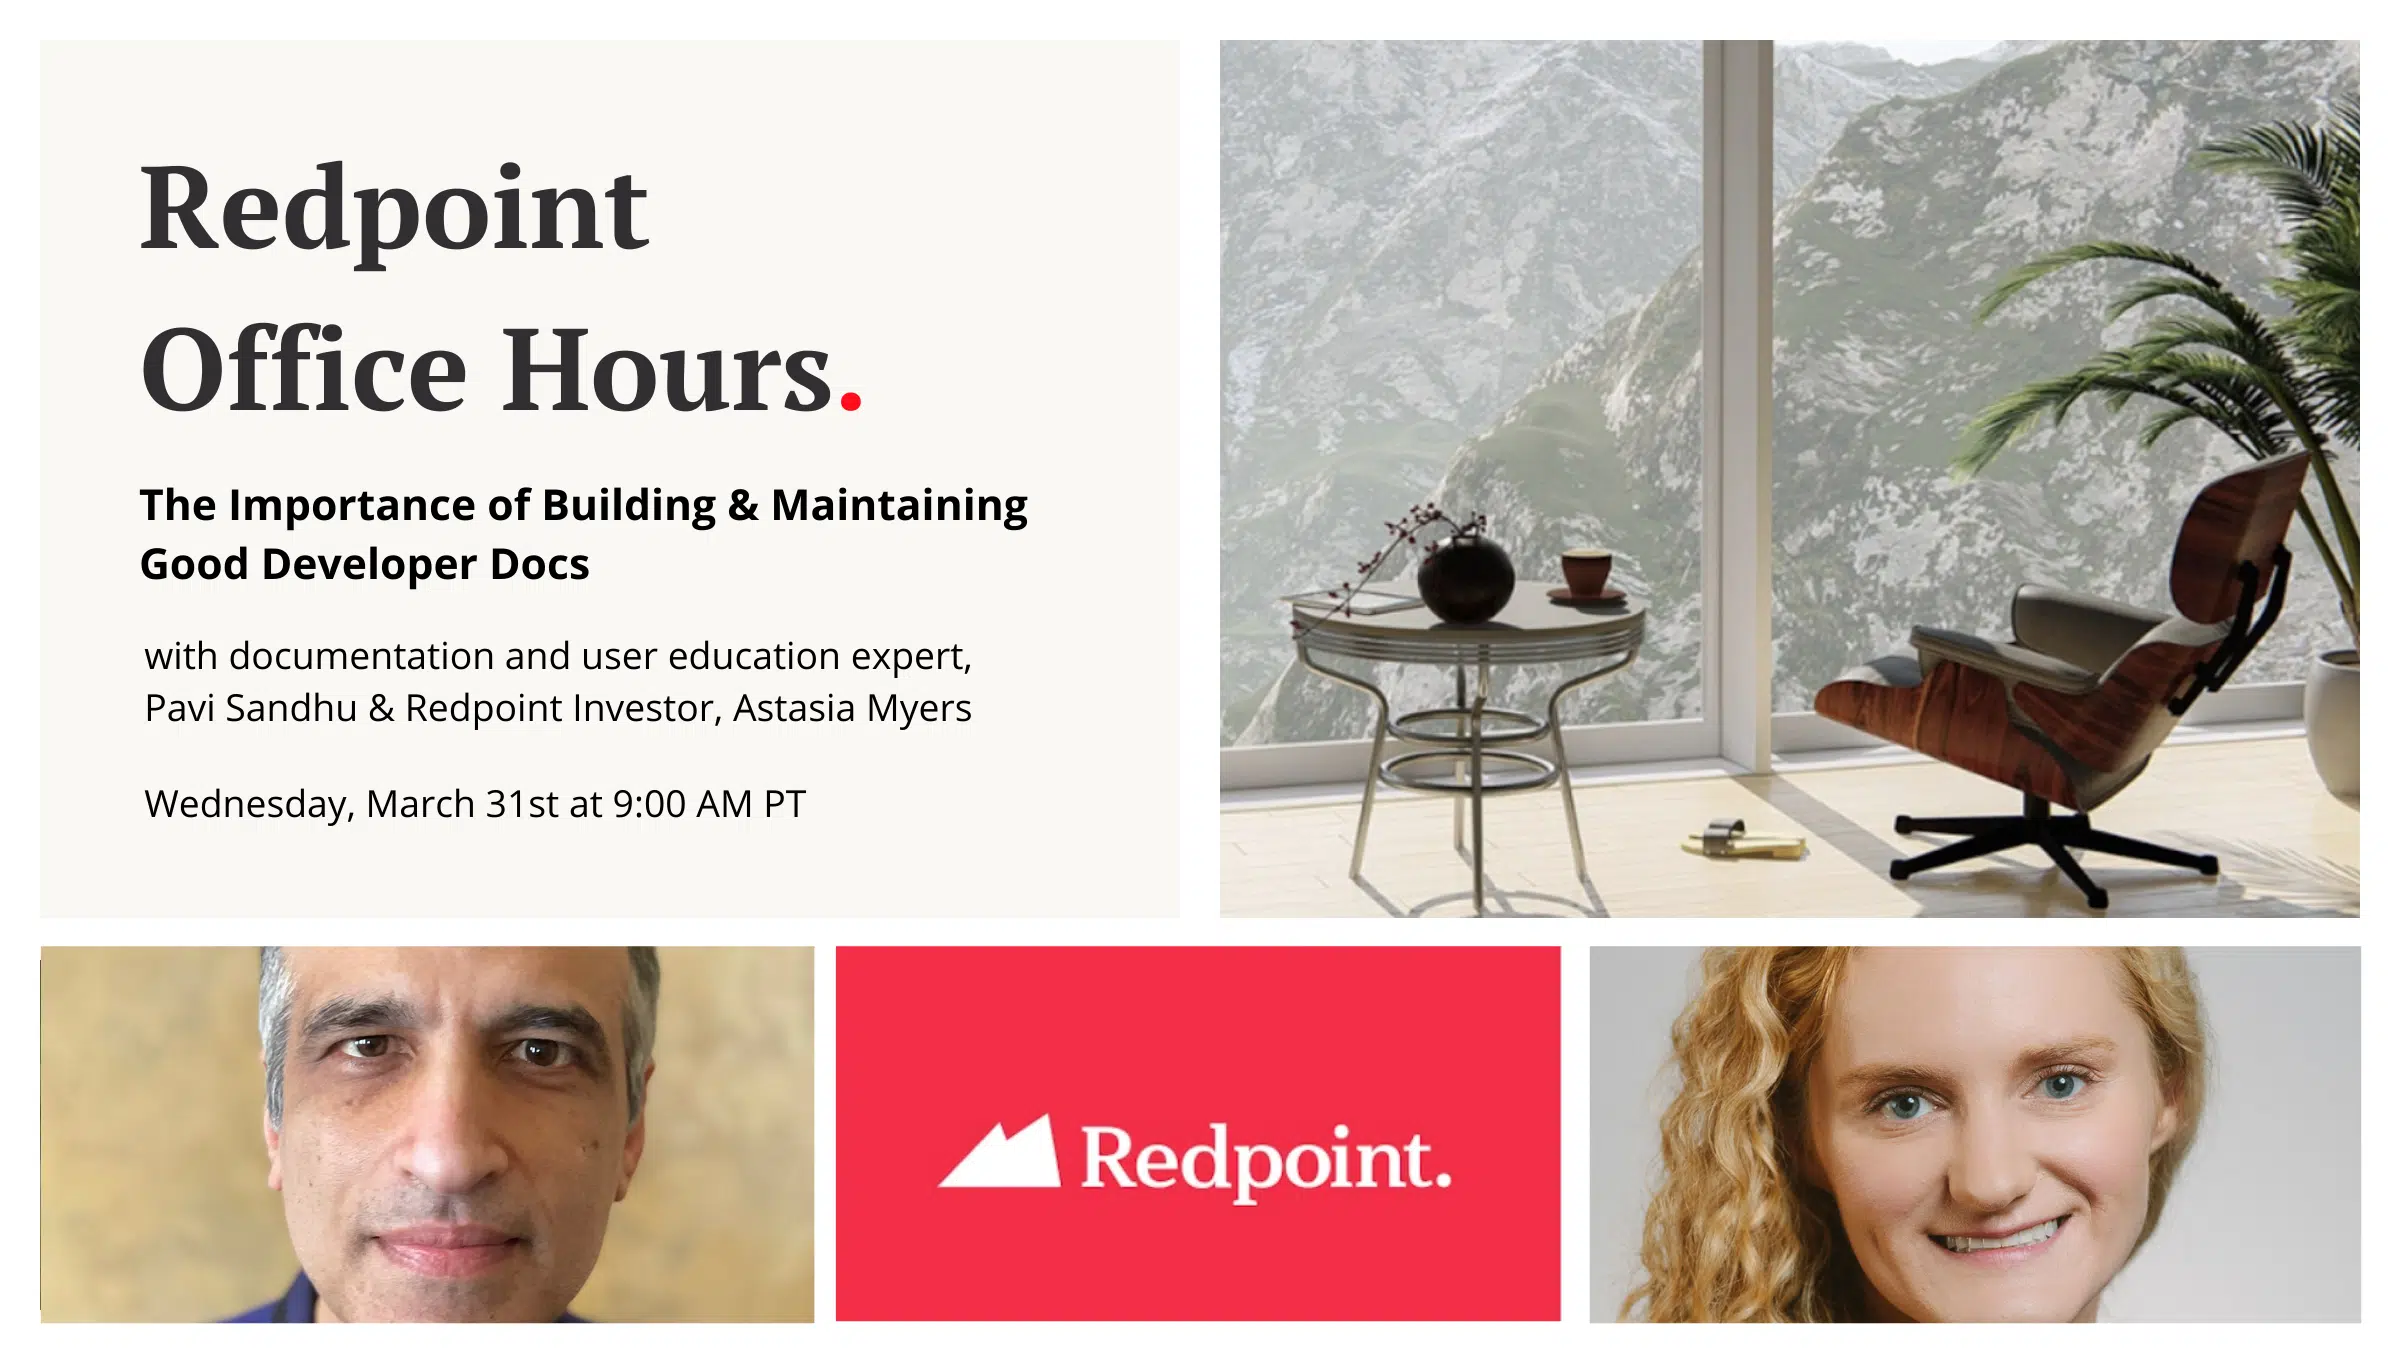 Redpoint
Office Hours.
The Importance of Building & Maintaining
Good Developer Docs
with documentation and user education expert,
Pavi Sandhu & Redpoint Investor, Astasia Myers
Wednesday, March 31st at 9:00 AM PT
Redpoint.